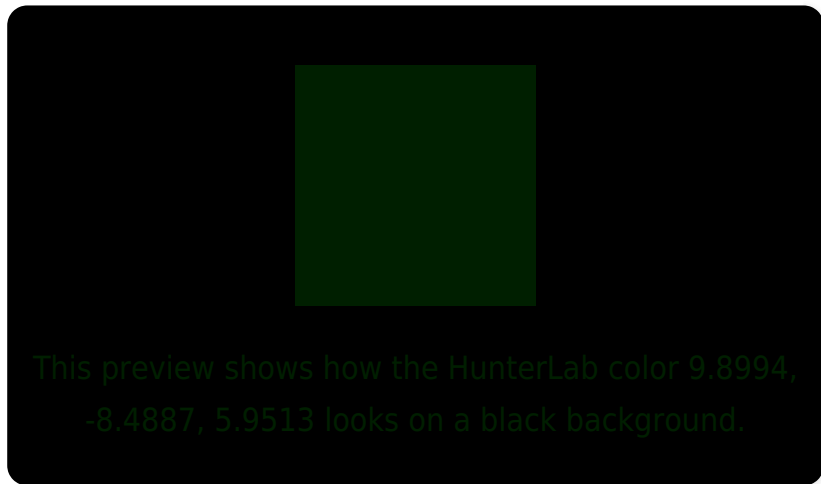 This preview shows how the HunterLab color 9.8994,
-8.4887, 5.9513 looks on a black background.